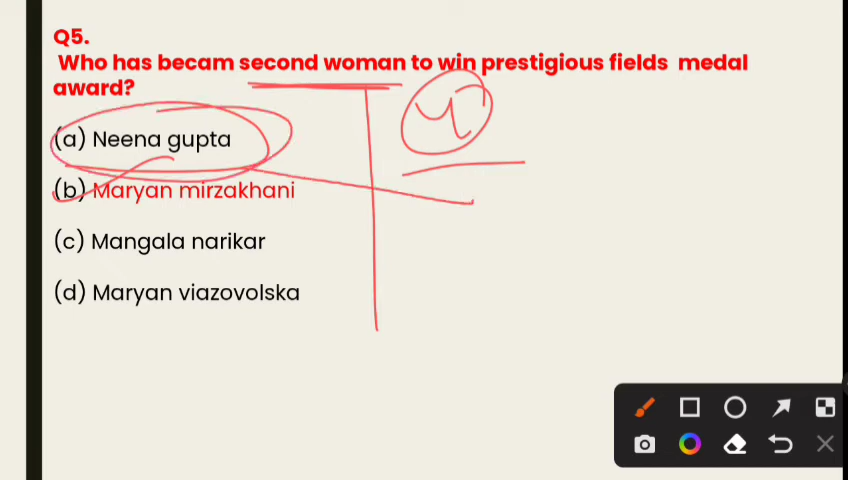 Q5.
Who has becam second woman to win prestigious fields medal
award?
(a) Neena gupta
(b) Maryan mirzakhani
(c) Mangala narikar
(d) Maryan viazovolska